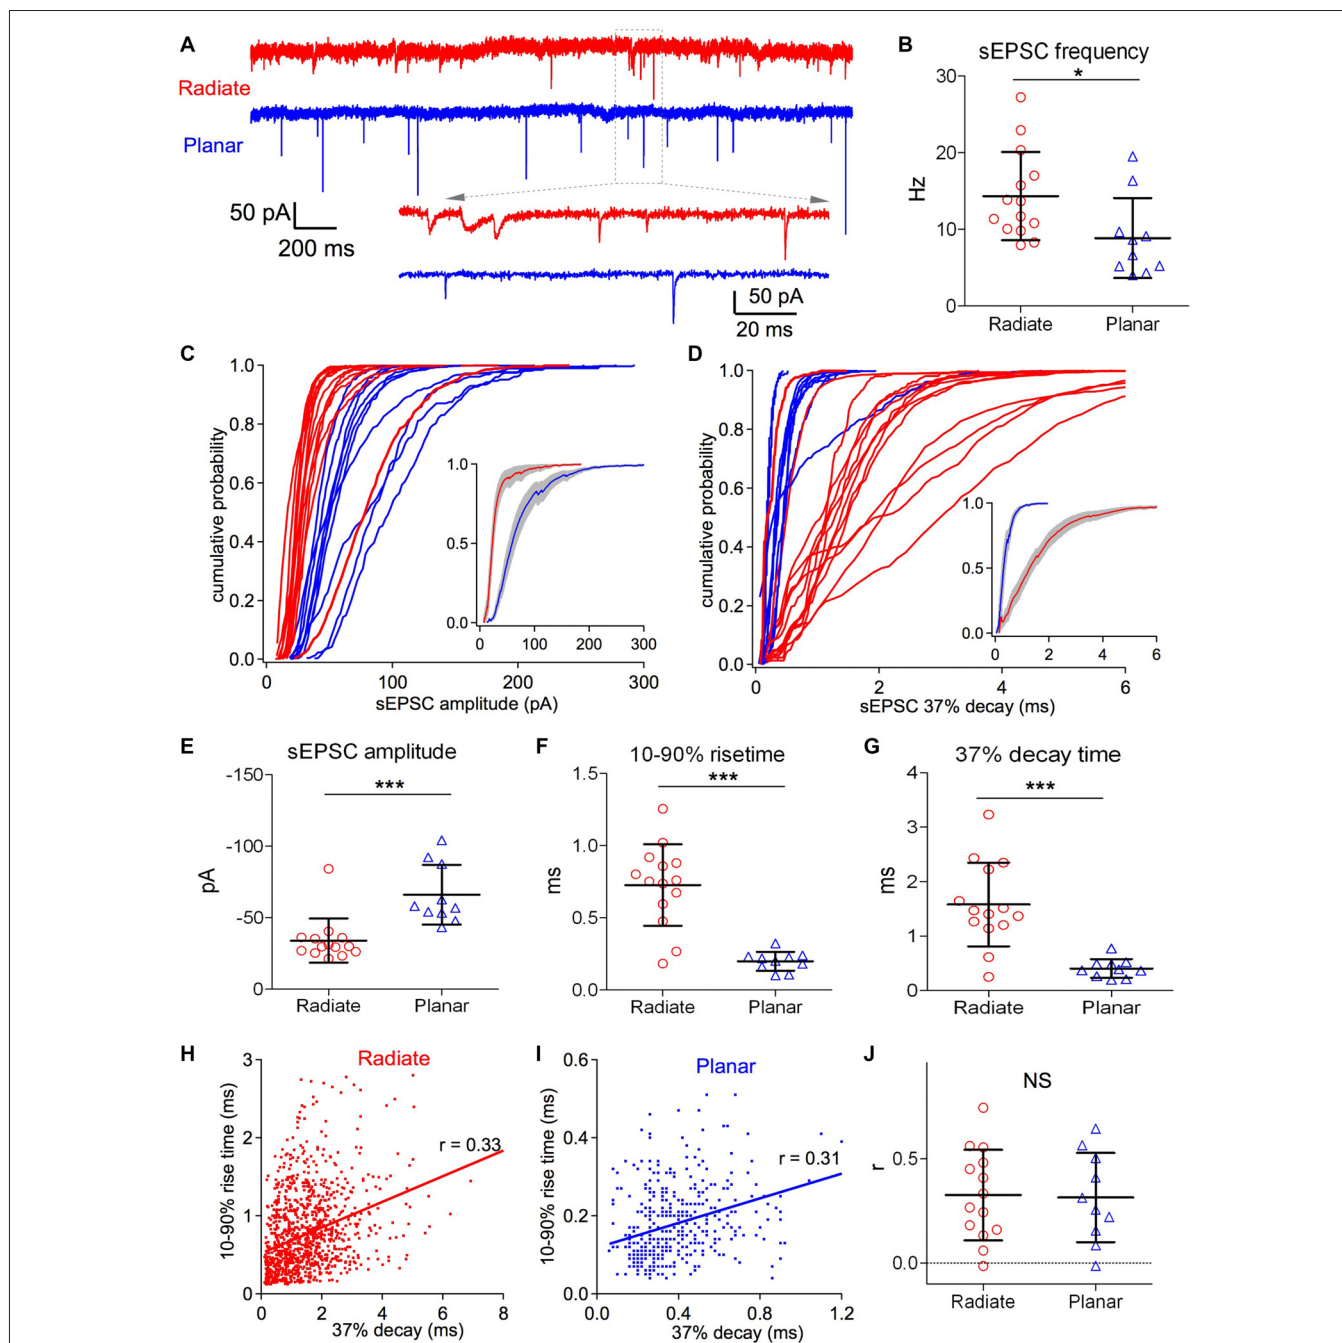 A
Radiate
Planar
50 pA
200 ms
50 pA
20 ms
B
sEPSC frequency
*
30
20
10
0
Hz
Radiate Planar
C
cumulative probability
1.0
0.8
0.6
0.4
0.2
0.0
0 100 200 300
sEPSC amplitude (pA)
1.0
0.5
0.0
0 100 200 300
D
cumulative probability
1.0
0.8
0.6
0.4
0.2
0.0
0 2 4 6
sEPSC 37% decay (ms)
1.0
0.5
0.0
0 2 4 6
E
sEPSC amplitude
***
-150
-100
-50
0
pA
Radiate Planar
F
10-90% risetime
***
1.5
1.0
0.5
0.0
ms
Radiate Planar
G
37% decay time
***
4
3
2
1
0
ms
Radiate Planar
H
Radiate
10-90% rise time (ms)
3
2
1
0
r = 0.33
0 2 4 6 8
37% decay (ms)
I
Planar
10-90% rise time (ms)
0.6
0.4
0.2
0.0
r = 0.31
0.0 0.4 0.8 1.2
37% decay (ms)
J
NS
r
0.5
0.0
Radiate Planar